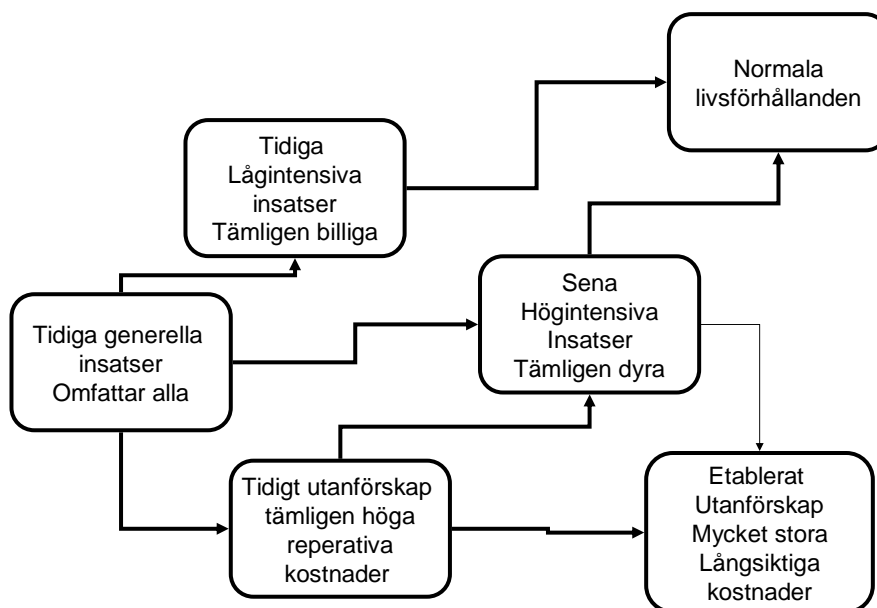 Normala
livsförhållanden
Tidiga
Lågintensiva
insatser
Tämligen billiga
Sena
Högintensiva
Insatser
Tämligen dyra
Tidiga generella
insatser
Omfattar alla
Tidigt utanförskap
tämligen höga
reperativa
kostnader
Etablerat
Utanförskap
Mycket stora
Långsiktiga
kostnader